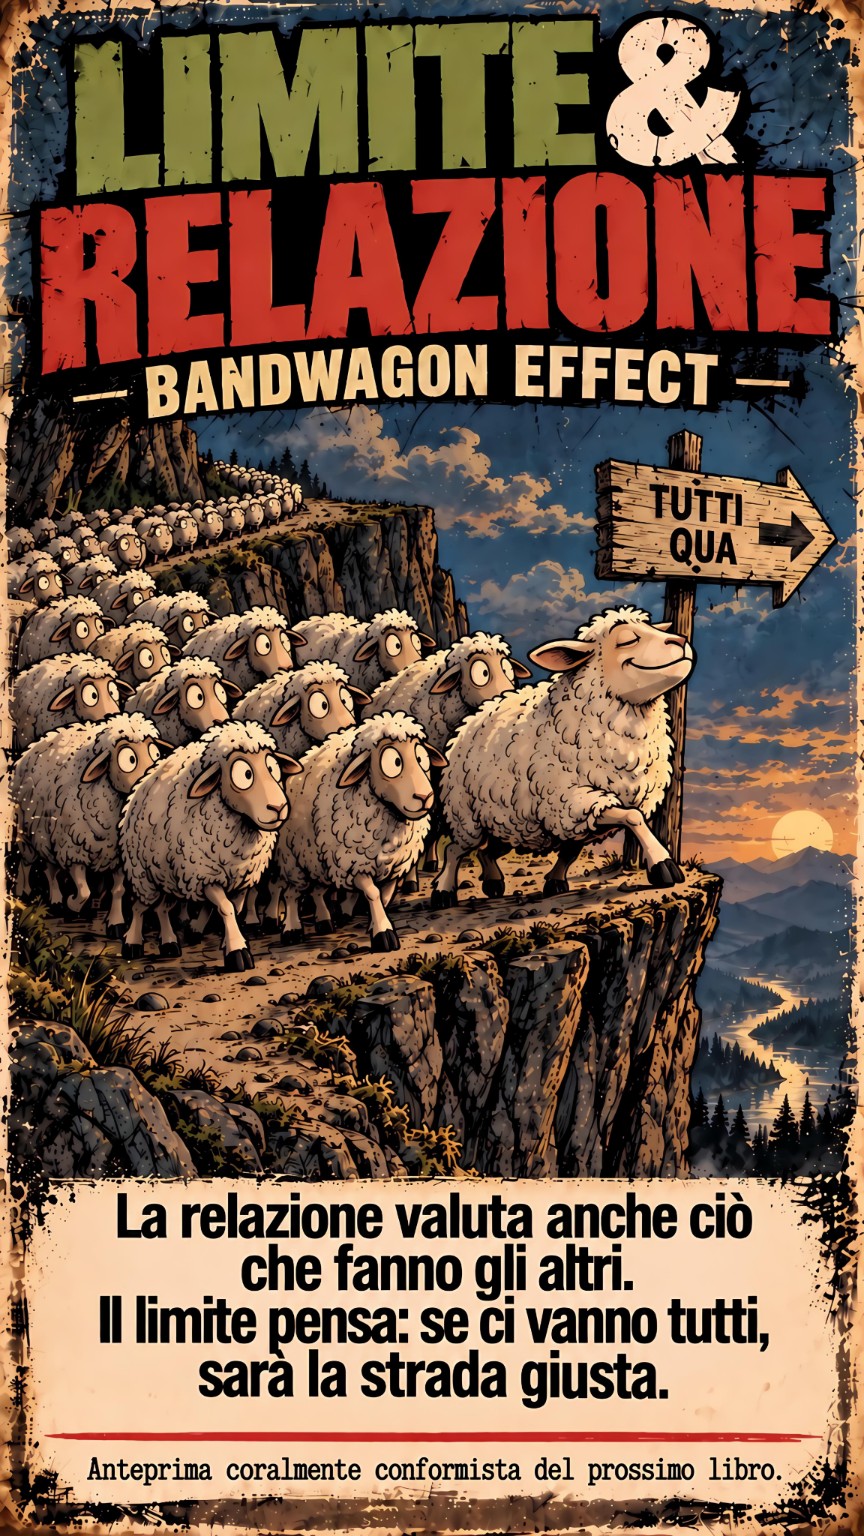 LIMITE &
RELAZIONE
— BANDWAGON EFFECT —
TUTTI
QUA
La relazione valuta anche ciò
che fanno gli altri.
Il limite pensa: se ci vanno tutti,
sarà la strada giusta.
Anteprima coralmente conformista del prossimo libro.